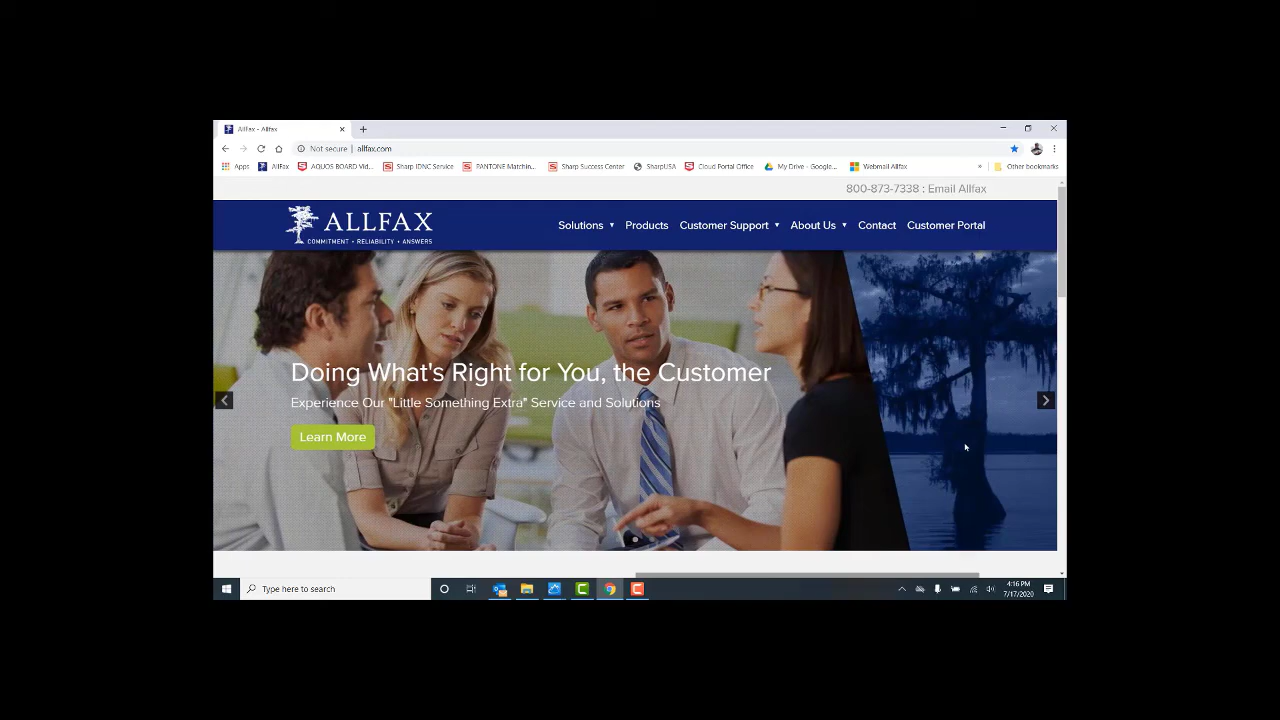 AllFax - Allfax
Not secure | allfax.com
Apps AllFax AQUOS BOARD Vid... Sharp IDNC Service PANTONE Matchin... Sharp Success Center SharpUSA Cloud Portal Office My Drive - Google... Webmail Allfax » Other bookmarks
800-873-7338 : Email Allfax
ALLFAX
COMMITMENT • RELIABILITY • ANSWERS
Solutions Products Customer Support About Us Contact Customer Portal
Doing What's Right for You, the Customer
Experience Our "Little Something Extra" Service and Solutions
Learn More
Type here to search
4:16 PM
7/17/2020